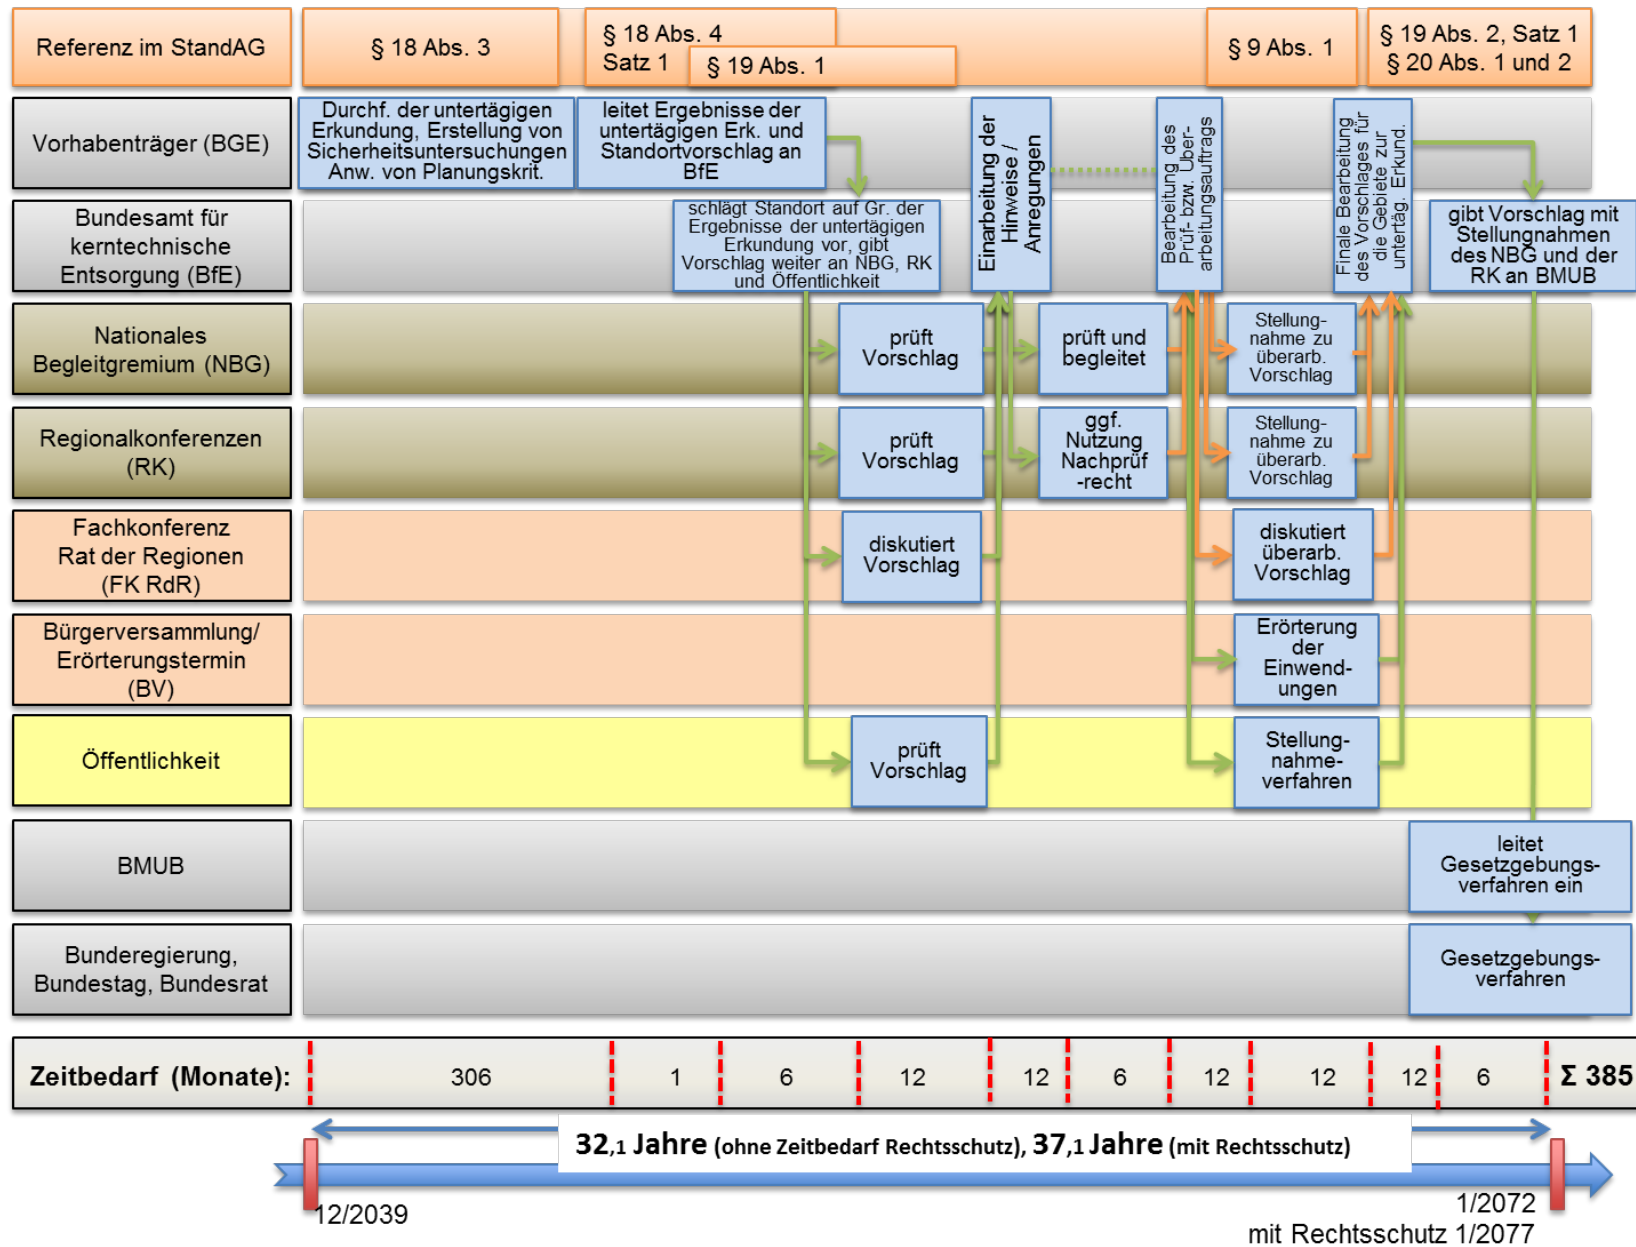 Referenz im StandAG
§ 18 Abs. 3
§ 18 Abs. 4
Satz 1
§ 19 Abs. 1
§ 9 Abs. 1
§ 19 Abs. 2, Satz 1
§ 20 Abs. 1 und 2
Vorhabenträger (BGE)
Durchf. der untertägigen
Erkundung, Erstellung von
Sicherheitsuntersuchungen
Anw. von Planungskrit.
leitet Ergebnisse der
untertägigen Erk. und
Standortvorschlag an
BfE
Einarbeitung der
Hinweise /
Anregungen
Bearbeitung des
Prüf- bzw. Über-
arbeitungsauftrags
Finale Bearbeitung
des Vorschlages für
die Gebiete zur
untertäg. Erkund.
Bundesamt für
kerntechnische
Entsorgung (BfE)
schlägt Standort auf Gr. der
Ergebnisse der untertägigen
Erkundung vor, gibt
Vorschlag weiter an NBG, RK
und Öffentlichkeit
gibt Vorschlag mit
Stellungnahmen
des NBG und der
RK an BMUB
Nationales
Begleitgremium (NBG)
prüft
Vorschlag
prüft und
begleitet
Stellung-
nahme zu
überarb.
Vorschlag
Regionalkonferenzen
(RK)
prüft
Vorschlag
ggf.
Nutzung
Nachprüf
-recht
Stellung-
nahme zu
überarb.
Vorschlag
Fachkonferenz
Rat der Regionen
(FK RdR)
diskutiert
Vorschlag
diskutiert
überarb.
Vorschlag
Bürgerversammlung/
Erörterungstermin
(BV)
Erörterung
der
Einwend-
ungen
Öffentlichkeit
prüft
Vorschlag
Stellung-
nahme-
verfahren
BMUB
leitet
Gesetzgebungs-
verfahren ein
Bunderegierung,
Bundestag, Bundesrat
Gesetzgebungs-
verfahren
Zeitbedarf (Monate): 306 1 6 12 12 6 12 12 12 6 Σ 385
32,1 Jahre (ohne Zeitbedarf Rechtsschutz), 37,1 Jahre (mit Rechtsschutz)
12/2039
1/2072
mit Rechtsschutz 1/2077